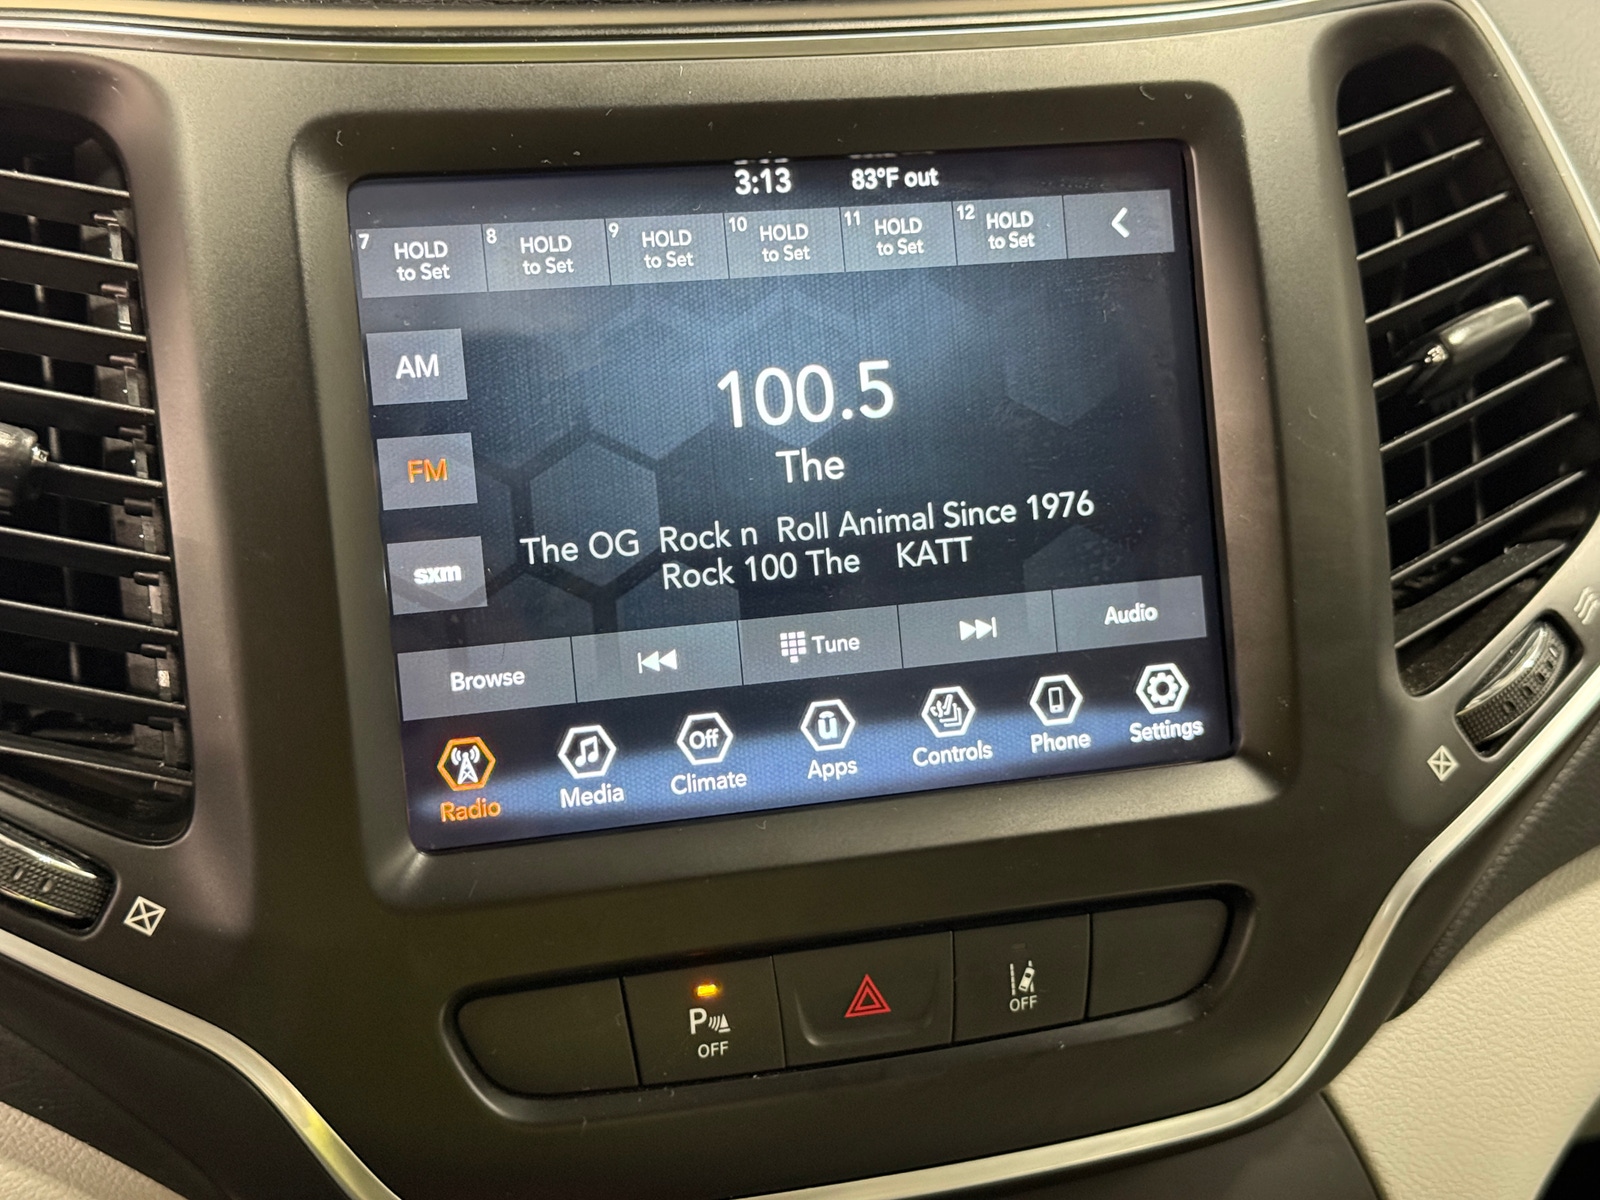 3:13 83°F out
7 HOLD to Set
8 HOLD to Set
9 HOLD to Set
10 HOLD to Set
11 HOLD to Set
12 HOLD to Set
AM
100.5
FM
The
The OG Rock n Roll Animal Since 1976
sxm
Rock 100 The KATT
Browse
Tune
Audio
Radio
Media
Off
Climate
ū
Apps
Controls
Phone
Settings
P
OFF
OFF